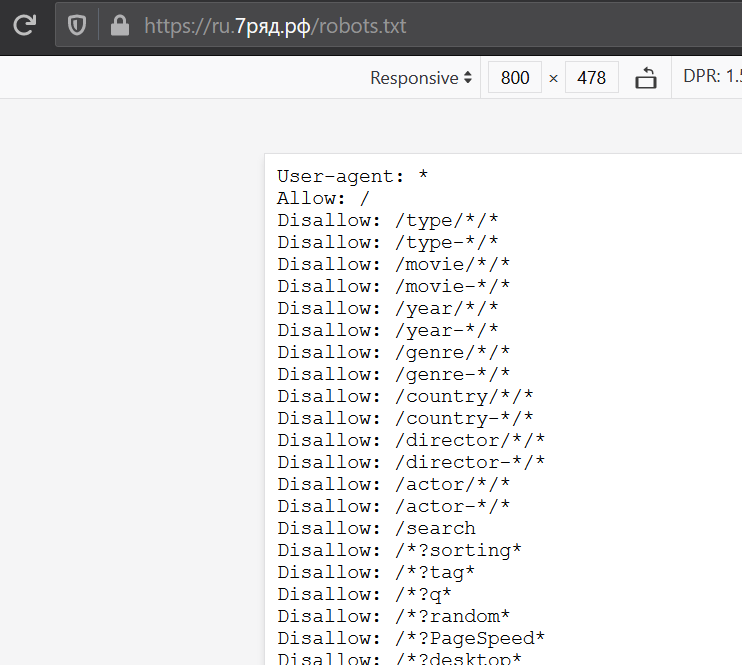 https://ru.7ряд.рф/robots.txt
Responsive 800 × 478 DPR: 1.5
User-agent: *
Allow: /
Disallow: /type/*/*
Disallow: /type-*/*
Disallow: /movie/*/*
Disallow: /movie-*/*
Disallow: /year/*/*
Disallow: /year-*/*
Disallow: /genre/*/*
Disallow: /genre-*/*
Disallow: /country/*/*
Disallow: /country-*/*
Disallow: /director/*/*
Disallow: /director-*/*
Disallow: /actor/*/*
Disallow: /actor-*/*
Disallow: /search
Disallow: /*?sorting*
Disallow: /*?tag*
Disallow: /*?q*
Disallow: /*?random*
Disallow: /*?PageSpeed*
Disallow: /*?desktop*